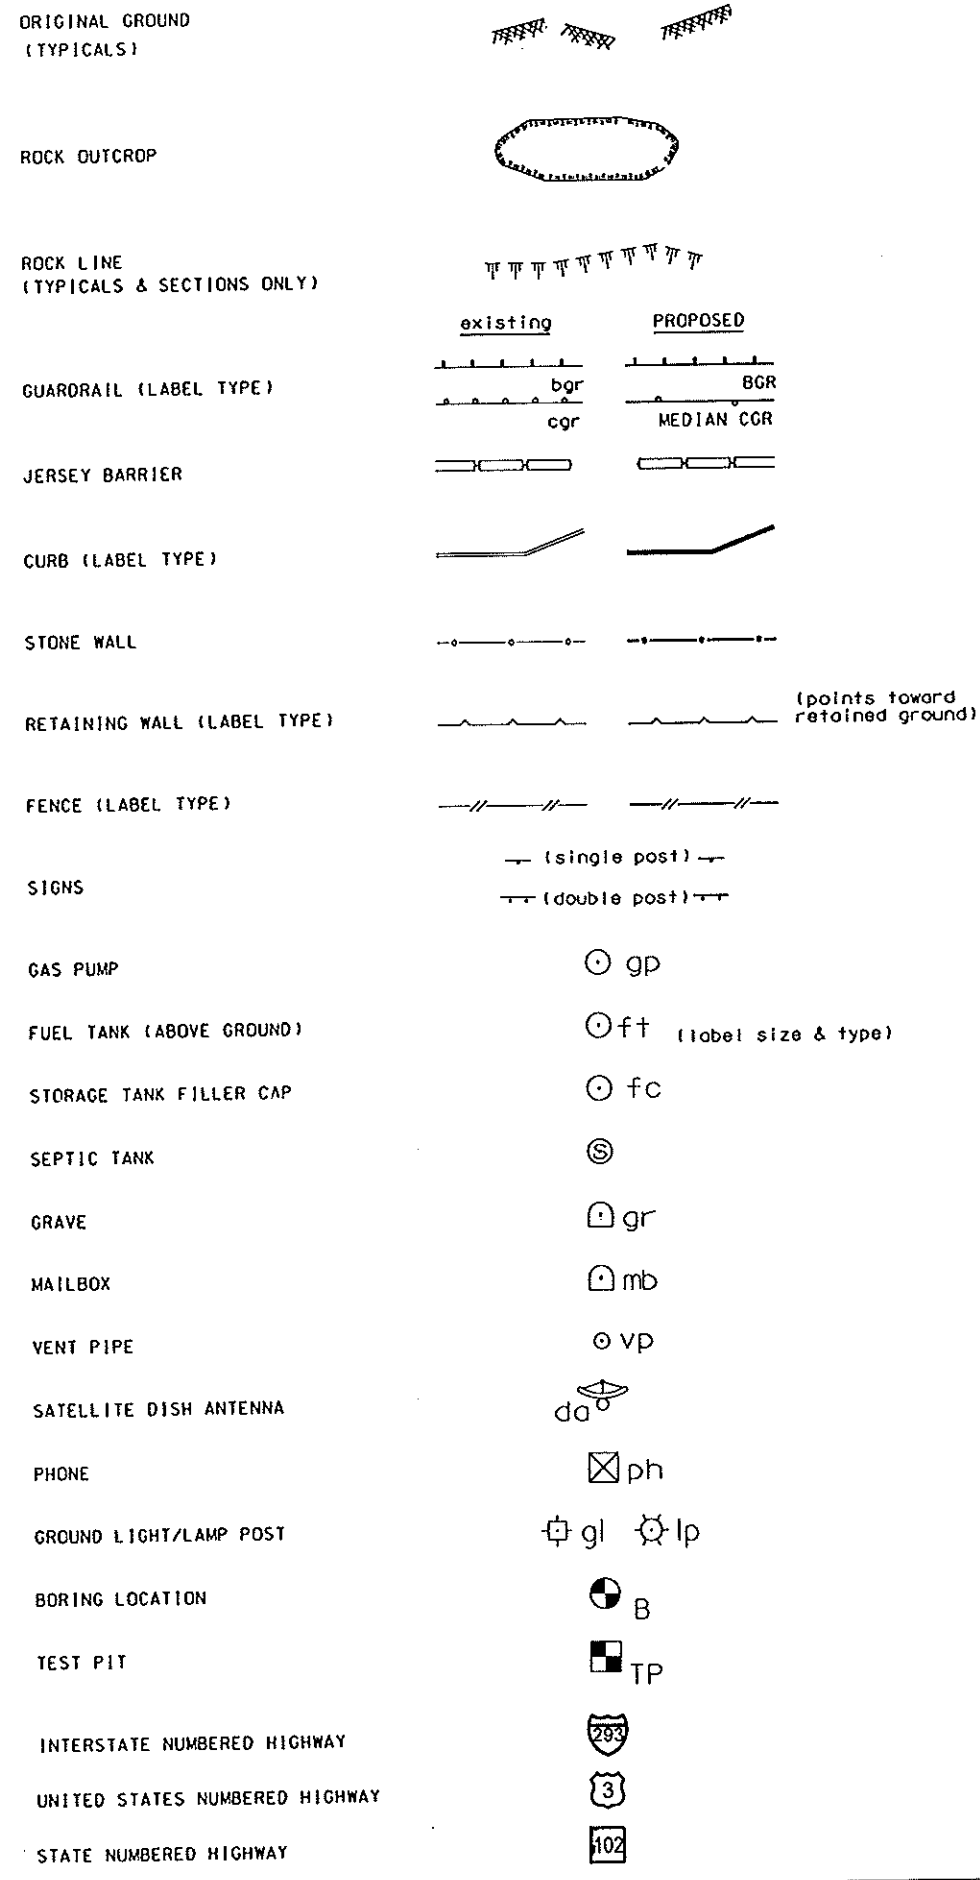 ORIGINAL GROUND
(TYPICALS)
ROCK OUTCROP
ROCK LINE
(TYPICALS & SECTIONS ONLY)
existing PROPOSED
GUARDRAIL (LABEL TYPE) bgr BGR
cgr MEDIAN CGR
JERSEY BARRIER
CURB (LABEL TYPE)
STONE WALL
RETAINING WALL (LABEL TYPE) (points toward
retained ground)
FENCE (LABEL TYPE)
SIGNS (single post)
(double post)
GAS PUMP gp
FUEL TANK (ABOVE GROUND) ft (label size & type)
STORAGE TANK FILLER CAP fc
SEPTIC TANK S
GRAVE gr
MAILBOX mb
VENT PIPE vp
SATELLITE DISH ANTENNA da
PHONE ph
GROUND LIGHT/LAMP POST gl lp
BORING LOCATION B
TEST PIT TP
INTERSTATE NUMBERED HIGHWAY 293
UNITED STATES NUMBERED HIGHWAY 3
STATE NUMBERED HIGHWAY 102